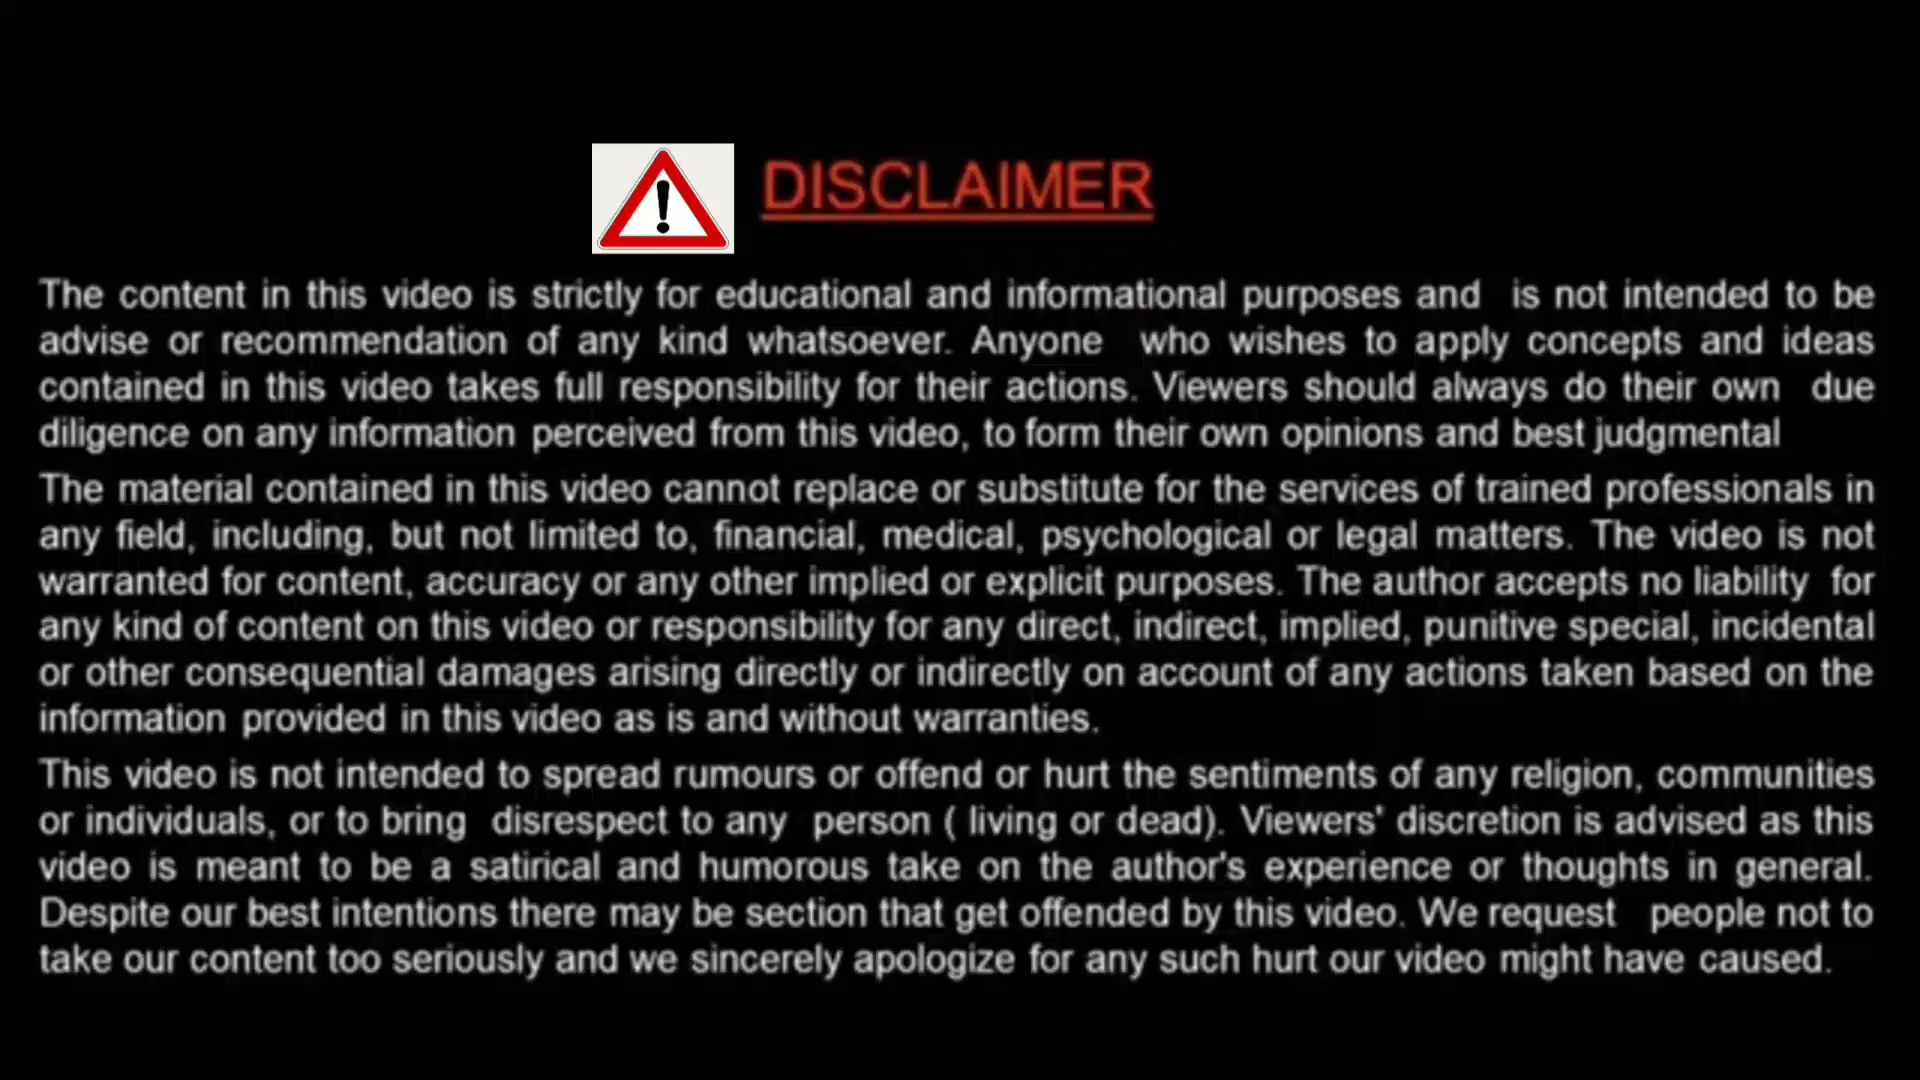 DISCLAIMER
The content in this video is strictly for educational and informational purposes and is not intended to be
advise or recommendation of any kind whatsoever. Anyone who wishes to apply concepts and ideas
contained in this video takes full responsibility for their actions. Viewers should always do their own due
diligence on any information perceived from this video, to form their own opinions and best judgmental
The material contained in this video cannot replace or substitute for the services of trained professionals in
any field, including, but not limited to, financial, medical, psychological or legal matters. The video is not
warranted for content, accuracy or any other implied or explicit purposes. The author accepts no liability for
any kind of content on this video or responsibility for any direct, indirect, implied, punitive special, incidental
or other consequential damages arising directly or indirectly on account of any actions taken based on the
information provided in this video as is and without warranties.
This video is not intended to spread rumours or offend or hurt the sentiments of any religion, communities
or individuals, or to bring disrespect to any person ( living or dead). Viewers' discretion is advised as this
video is meant to be a satirical and humorous take on the author's experience or thoughts in general.
Despite our best intentions there may be section that get offended by this video. We request people not to
take our content too seriously and we sincerely apologize for any such hurt our video might have caused.